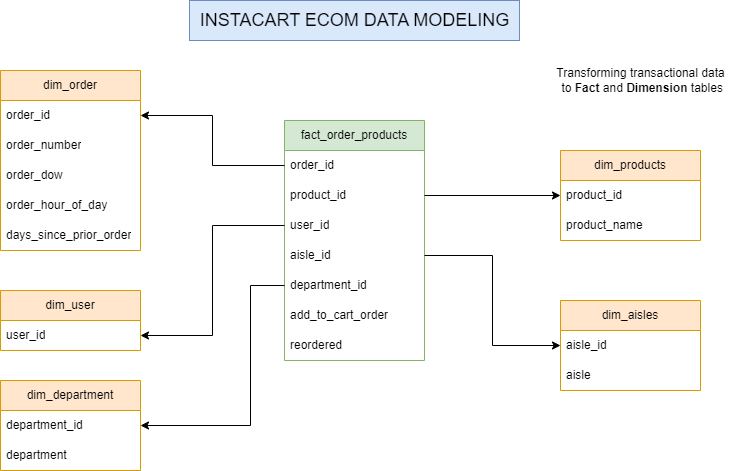 INSTACART ECOM DATA MODELING
Transforming transactional data
to Fact and Dimension tables
dim_order
order_id
order_number
order_dow
order_hour_of_day
days_since_prior_order
dim_user
user_id
dim_department
department_id
department
fact_order_products
order_id
product_id
user_id
aisle_id
department_id
add_to_cart_order
reordered
dim_products
product_id
product_name
dim_aisles
aisle_id
aisle